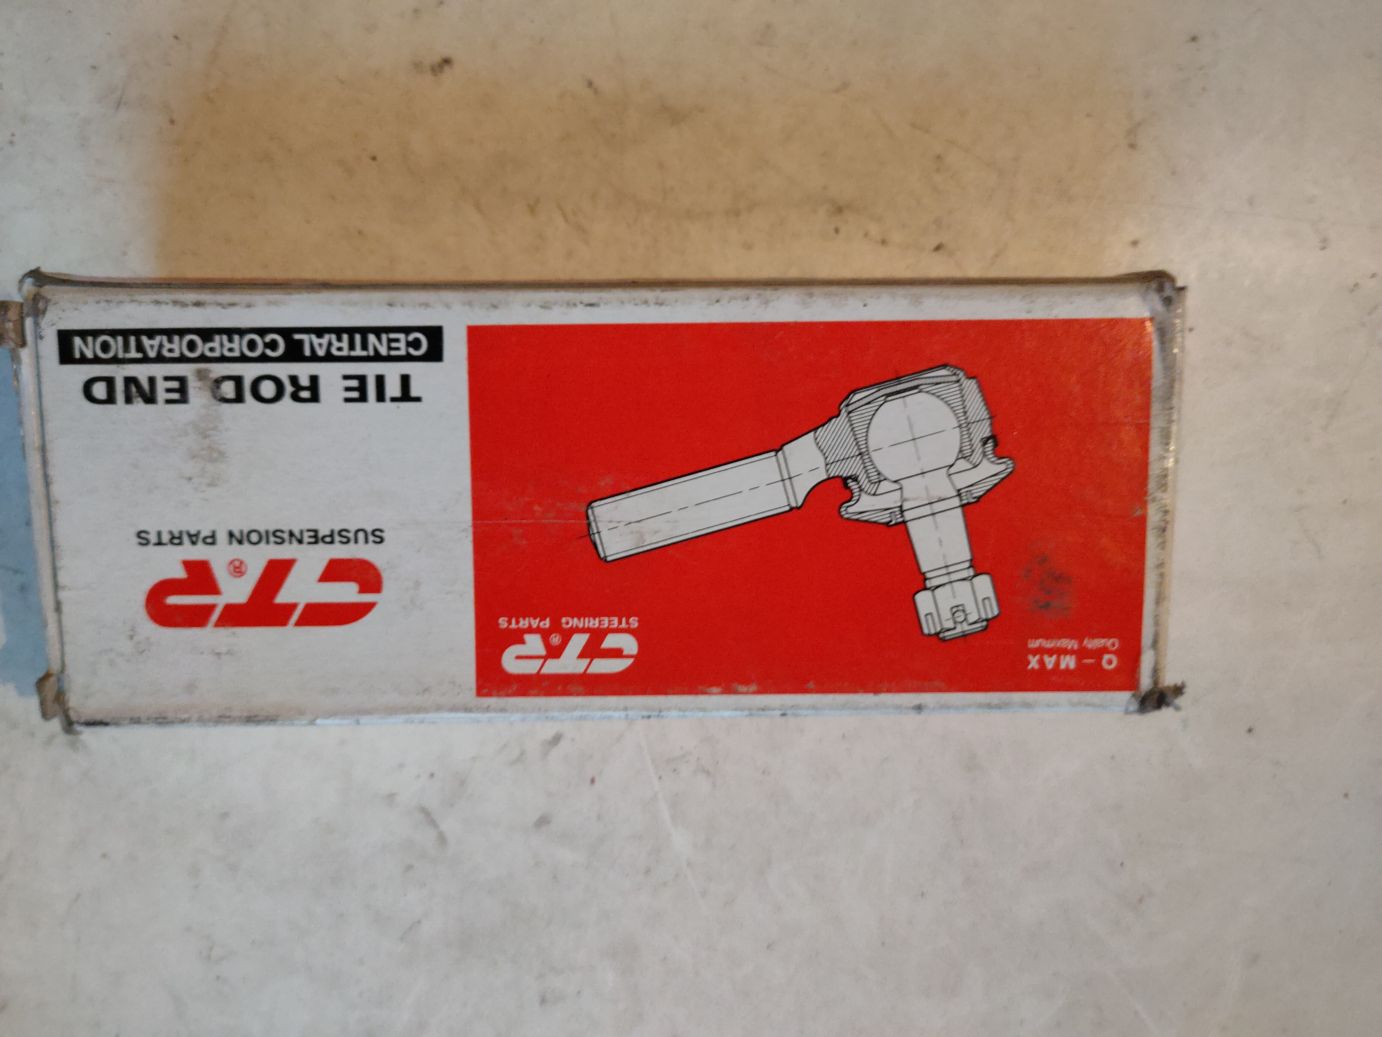 Q – MAX
Quality Maximum
CTR®
STEERING PARTS
CTR®
SUSPENSION PARTS
TIE ROD END
CENTRAL CORPORATION